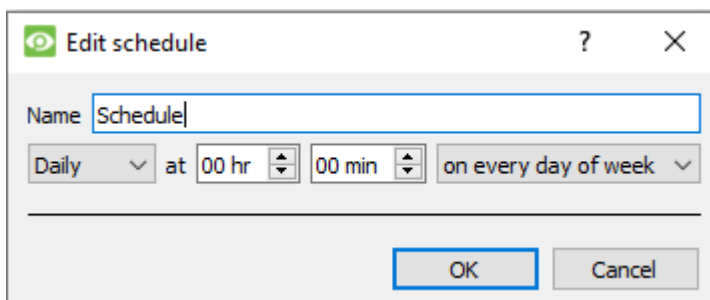 Edit schedule ?
Name Schedule
Daily at 00 hr 00 min on every day of week
OK Cancel